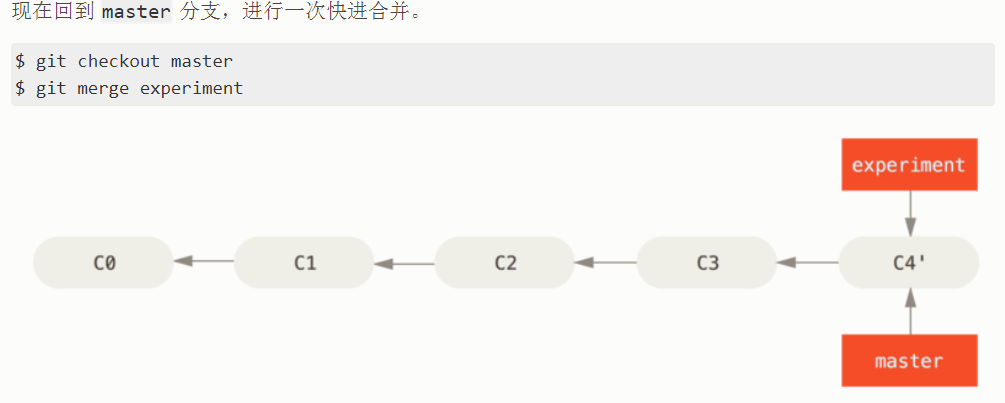 现在回到 master 分支，进行一次快进合并。
$ git checkout master
$ git merge experiment
experiment
C0 C1 C2 C3 C4'
master